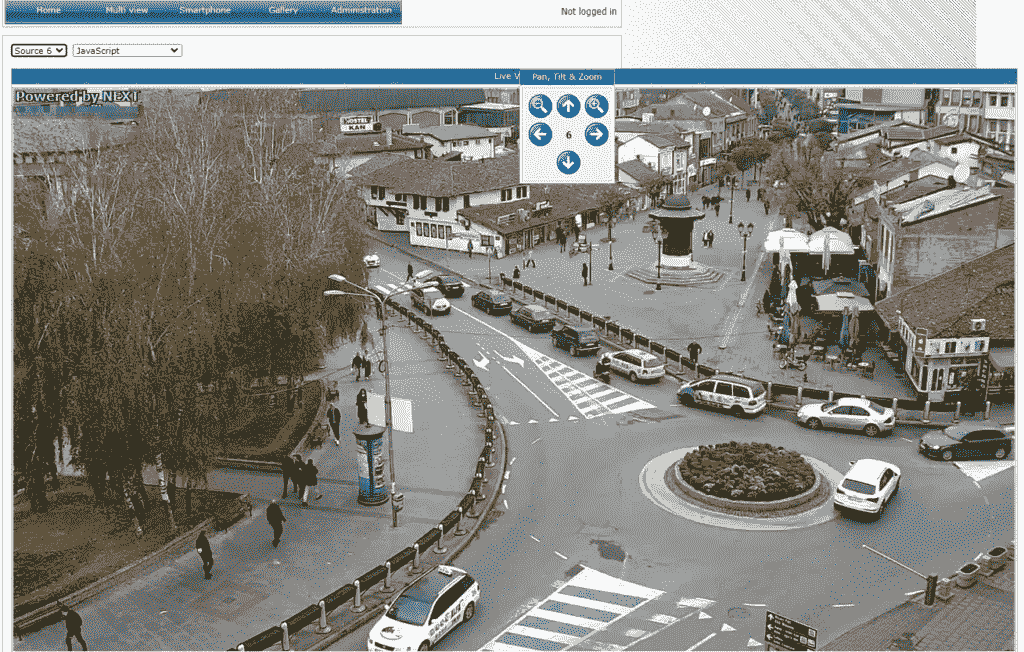 Home Multi view Smartphone Gallery Administration
Not logged in
Source 6 JavaScript
Live V
Pan, Tilt & Zoom
Powered by NEXT
6
HOSTEL
KAN